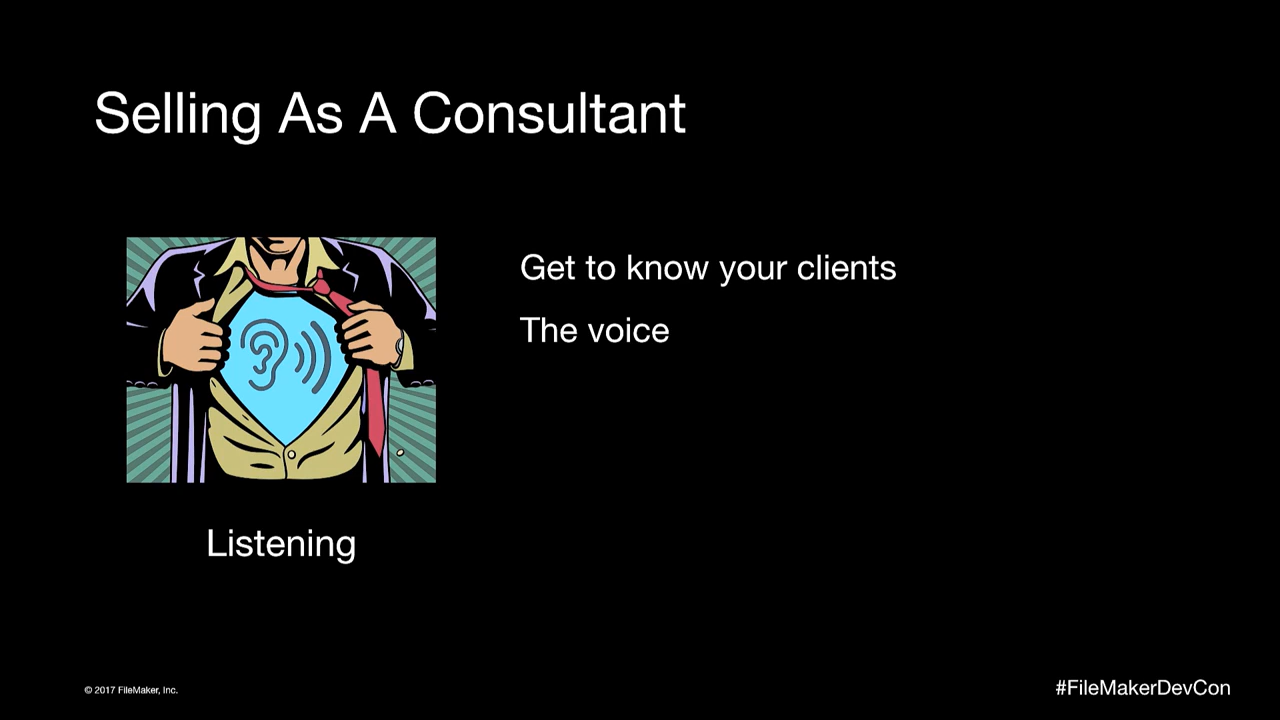 Selling As A Consultant
Get to know your clients
The voice
Listening
© 2017 FileMaker, Inc.
#FileMakerDevCon